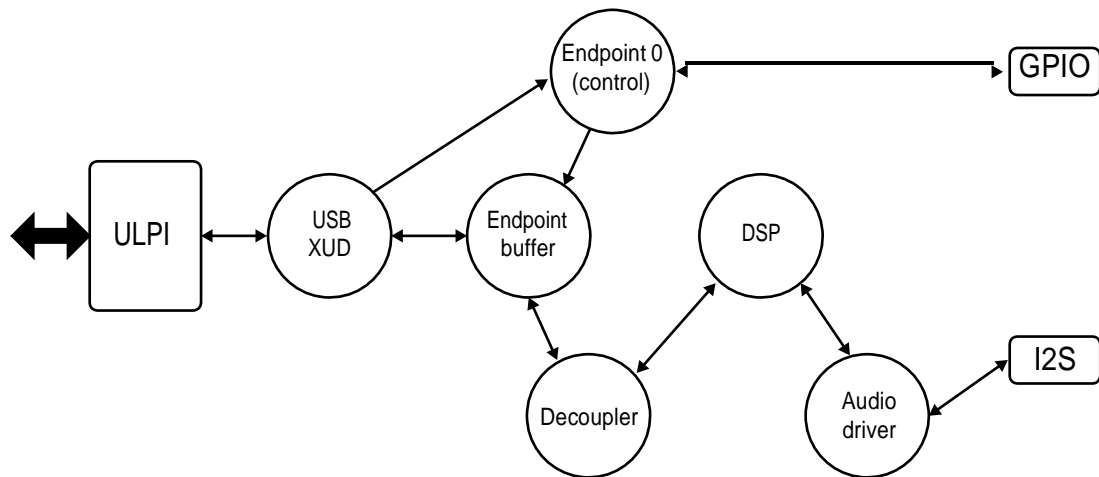 Endpoint 0
(control)
GPIO
ULPI
USB
XUD
Endpoint
buffer
DSP
Decoupler
Audio
driver
I2S